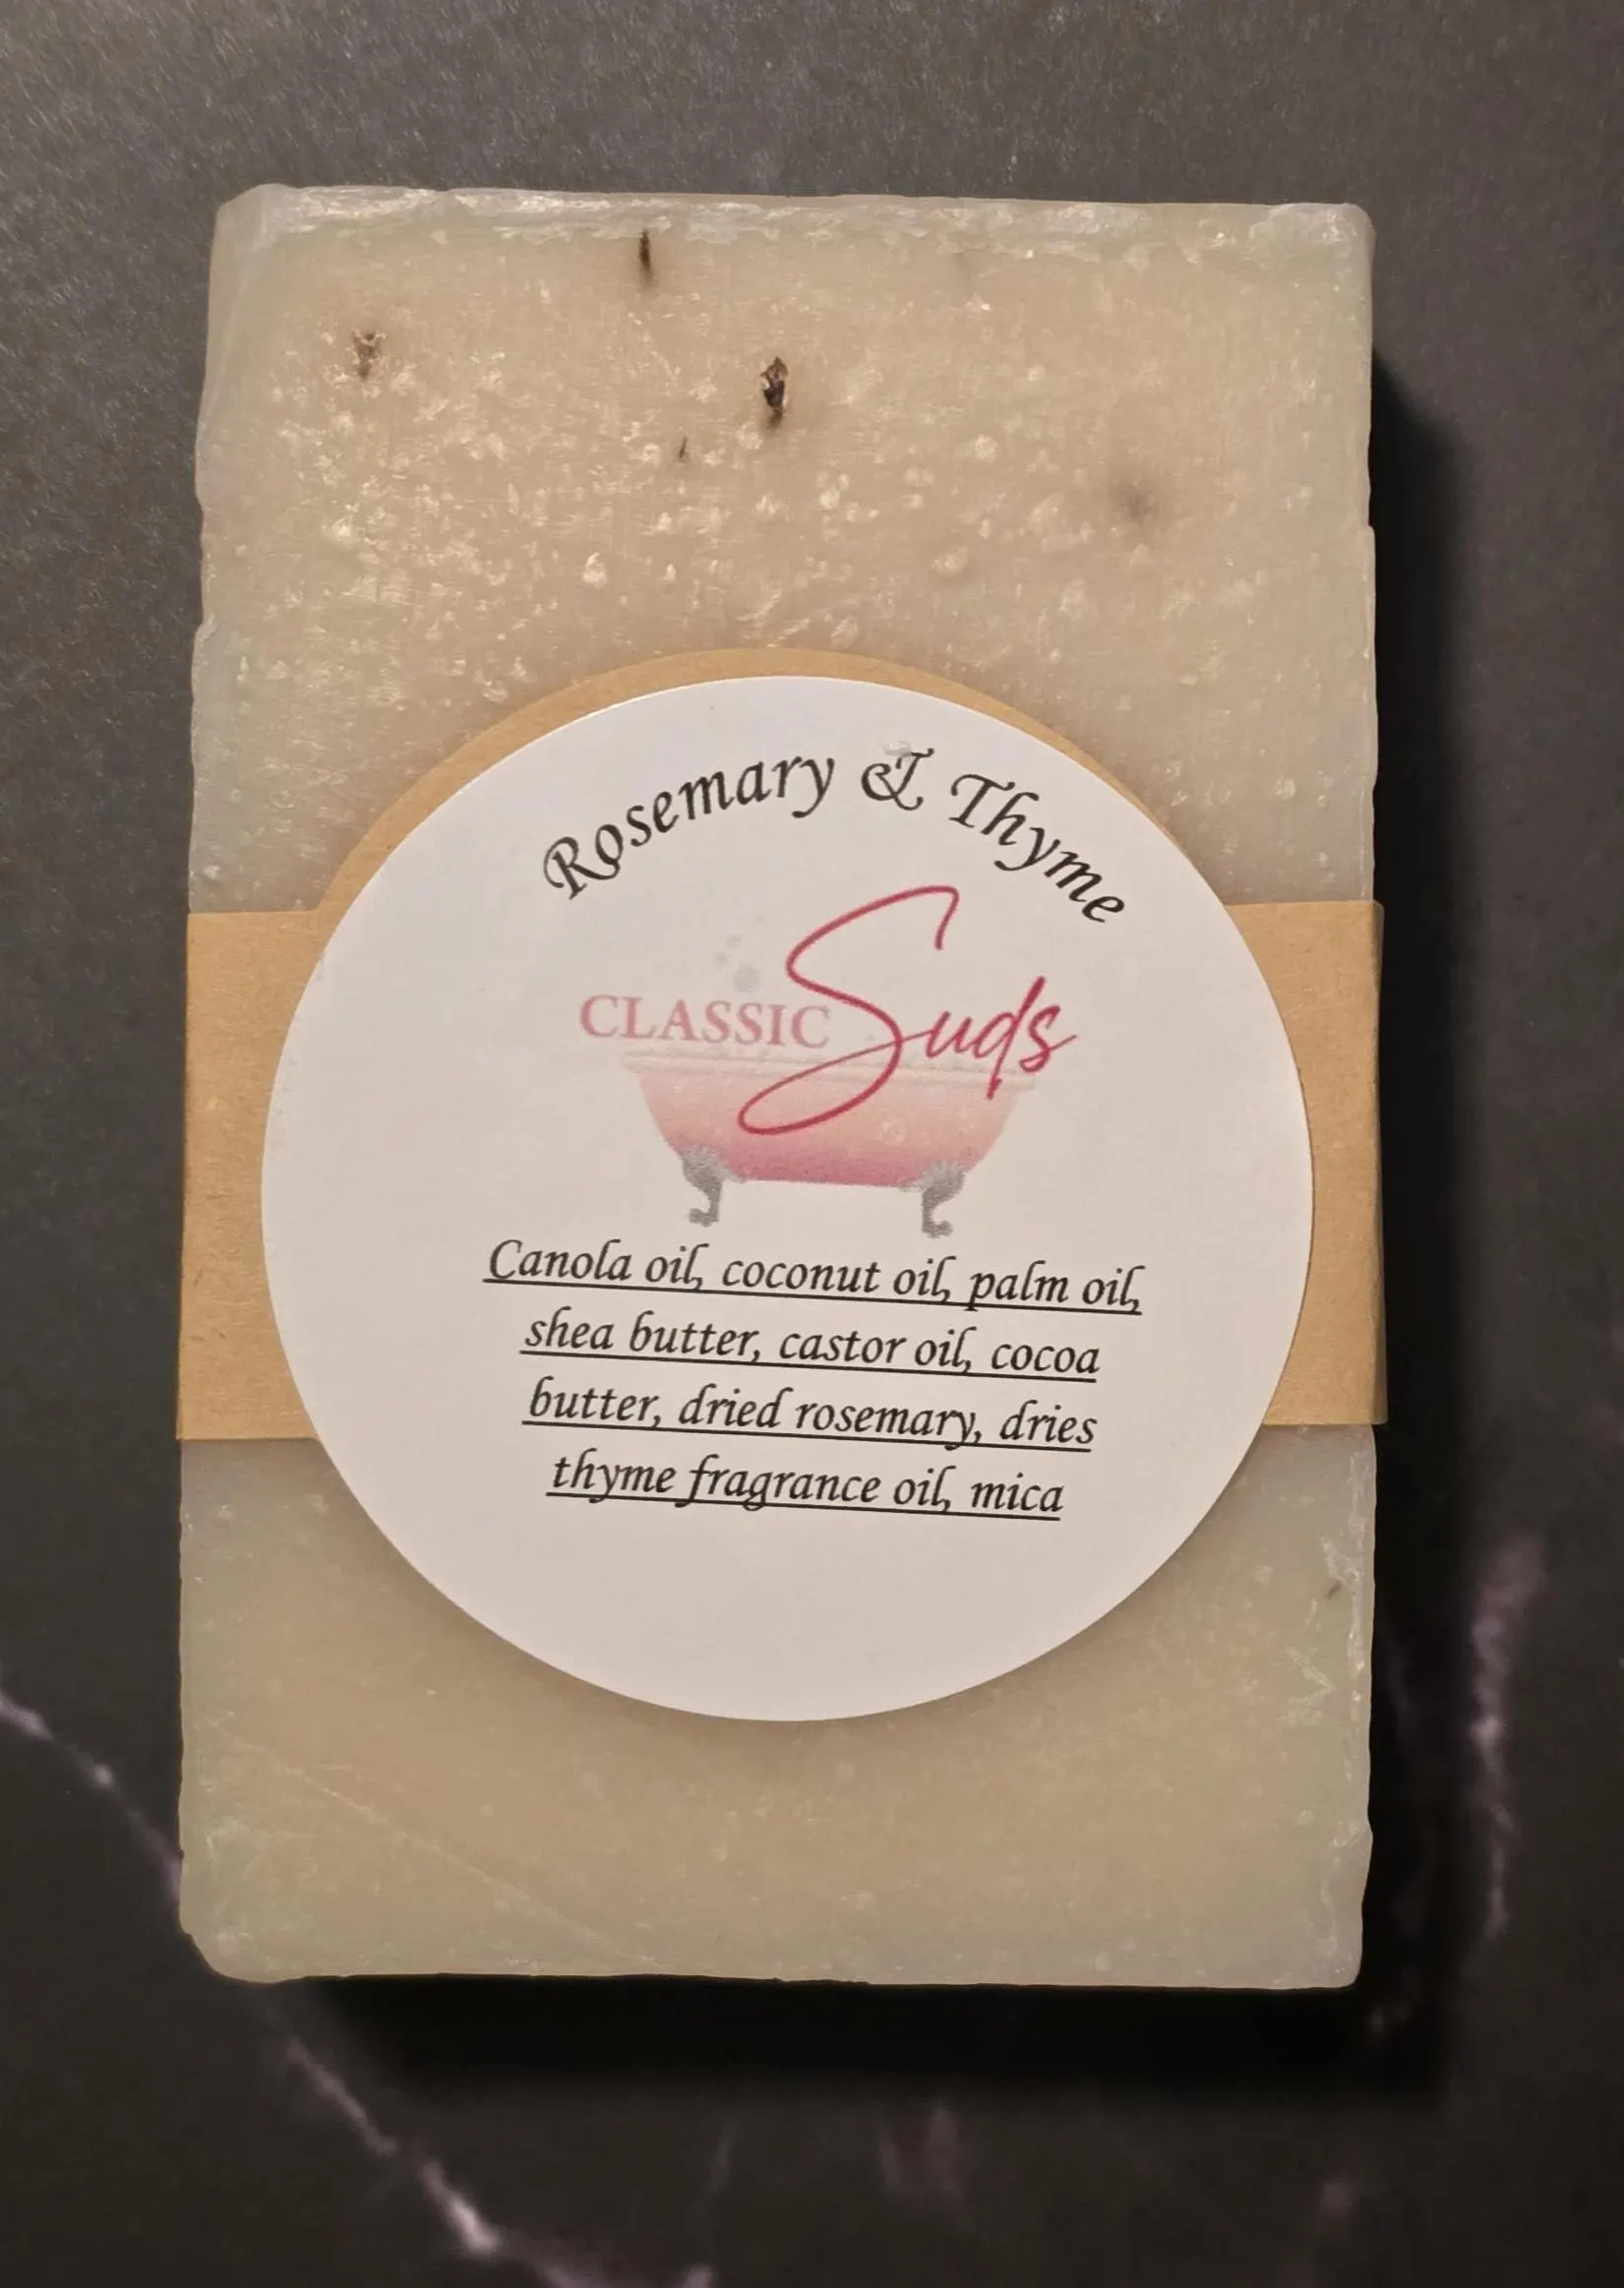 Rosemary & Thyme
CLASSIC Suds
Canola oil, coconut oil, palm oil,
shea butter, castor oil, cocoa
butter, dried rosemary, dries
thyme fragrance oil, mica